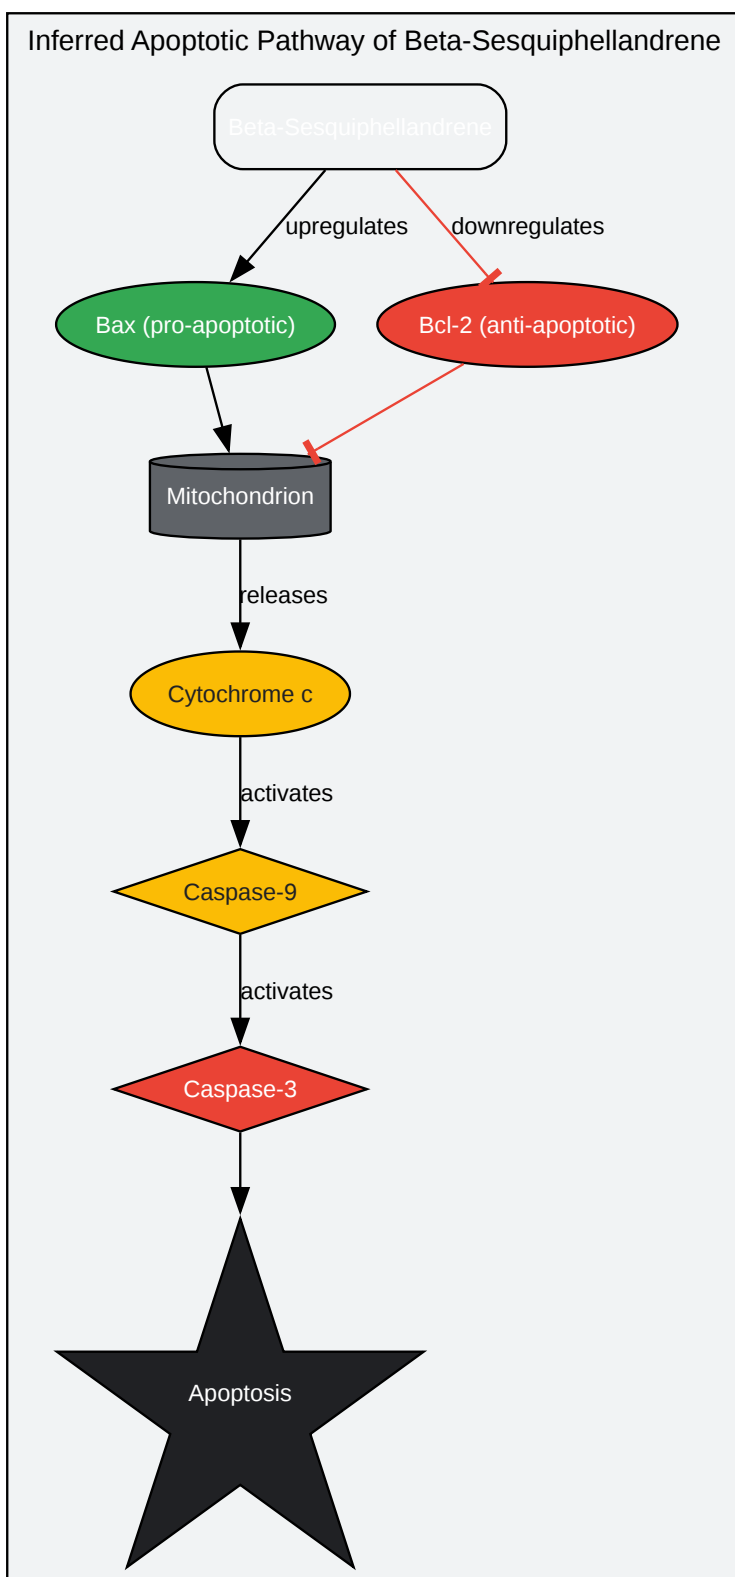 Inferred Apoptotic Pathway of Beta-Sesquiphellandrene
Beta-Sesquiphellandrene
upregulates
downregulates
Bax (pro-apoptotic)
Bcl-2 (anti-apoptotic)
Mitochondrion
releases
Cytochrome c
activates
Caspase-9
activates
Caspase-3
Apoptosis